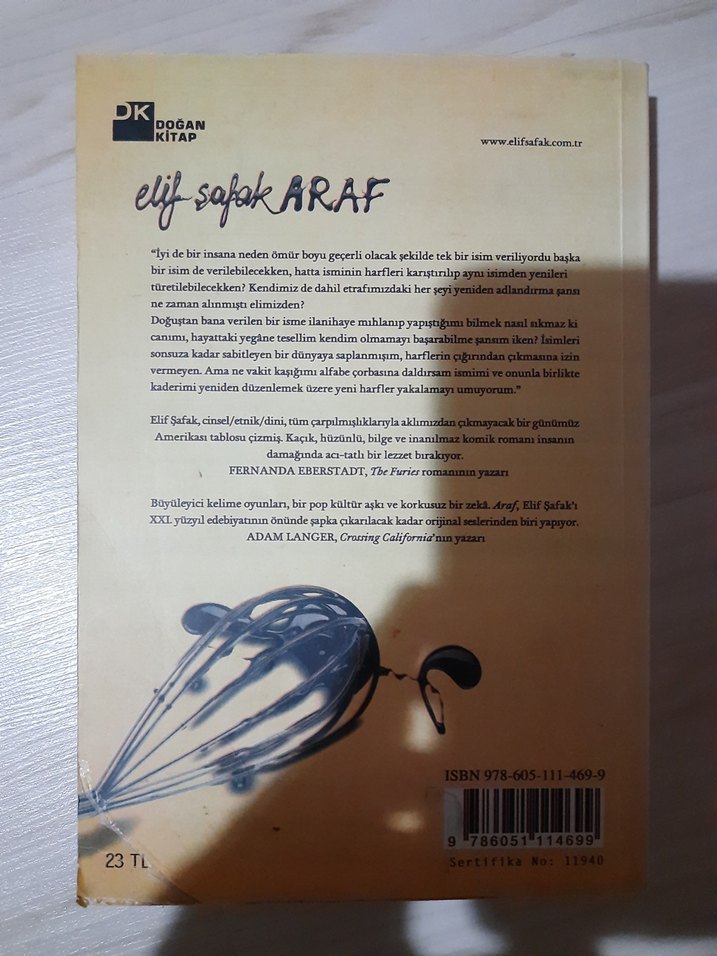 DK
DOĞAN
KİTAP
www.elifsafak.com.tr
elif şafak ARAF
“İyi de bir insana neden ömür boyu geçerli olacak şekilde tek bir isim veriliyordu başka
bir isim de verilebilecekken, hatta isminin harfleri karıştırılıp aynı isimden yenileri
türetilebilecekken? Kendimiz de dahil etrafımızdaki her şeyi yeniden adlandırma şansı
ne zaman alınmıştı elimizden?
Doğuştan bana verilen bir isme ilanihaye mıhlanıp yapıştığımı bilmek nasıl sıkmaz ki
canımı, hayattaki yegâne tesellim kendim olmamayı başarabilme şansım iken? İsimleri
sonsuza kadar sabitleyen bir dünyaya saplanmışım, harflerin çığırından çıkmasına izin
vermeyen. Ama ne vakit kaşığımı alfabe çorbasına daldırsam ismimi ve onunla birlikte
kaderimi yeniden düzenlemek üzere yeni harfler yakalamayı umuyorum.”
Elif Şafak, cinsel/etnik/dini, tüm çarpılmışlıklarıyla aklımızdan çıkmayacak bir günümüz
Amerikası tablosu çizmiş. Kaçık, hüzünlü, bilge ve inanılmaz komik romanı insanın
damağında acı-tatlı bir lezzet bırakıyor.
FERNANDA EBERSTADT, The Furies romanının yazarı
Büyüleyici kelime oyunları, bir pop kültür aşkı ve korkusuz bir zekâ. Araf, Elif Şafak’ı
XXI. yüzyıl edebiyatının önünde şapka çıkarılacak kadar orijinal seslerinden biri yapıyor.
ADAM LANGER, Crossing California’nın yazarı
ISBN 978-605-111-469-9
9 786051 114699
Sertifika No: 11940
23 TL